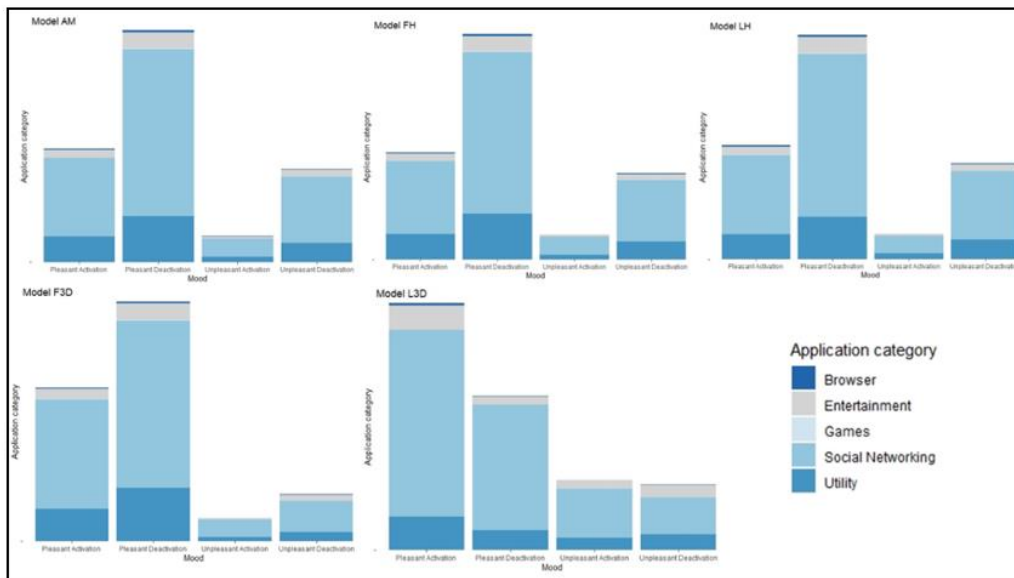 Model AM
Application category
Pleasant Activation Pleasant Deactivation Unpleasant Activation Unpleasant Deactivation
Mood
Model FH
Application category
Pleasant Activation Pleasant Deactivation Unpleasant Activation Unpleasant Deactivation
Mood
Model LH
Application category
Pleasant Activation Pleasant Deactivation Unpleasant Activation Unpleasant Deactivatio
Mood
Model F3D
Application category
Pleasant Activation Pleasant Deactivation Unpleasant Activation Unpleasant Deactivation
Mood
Model L3D
Application category
Pleasant Activation Pleasant Deactivation Unpleasant Activation Unpleasant Deactivation
Mood
Application category
Browser
Entertainment
Games
Social Networking
Utility